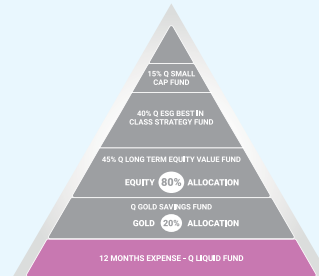 15% Q SMALL
CAP FUND
40% Q ESG BEST IN
CLASS STRATEGY FUND
45% Q LONG TERM EQUITY VALUE FUND
EQUITY 80% ALLOCATION
Q GOLD SAVINGS FUND
GOLD 20% ALLOCATION
12 MONTHS EXPENSE - Q LIQUID FUND